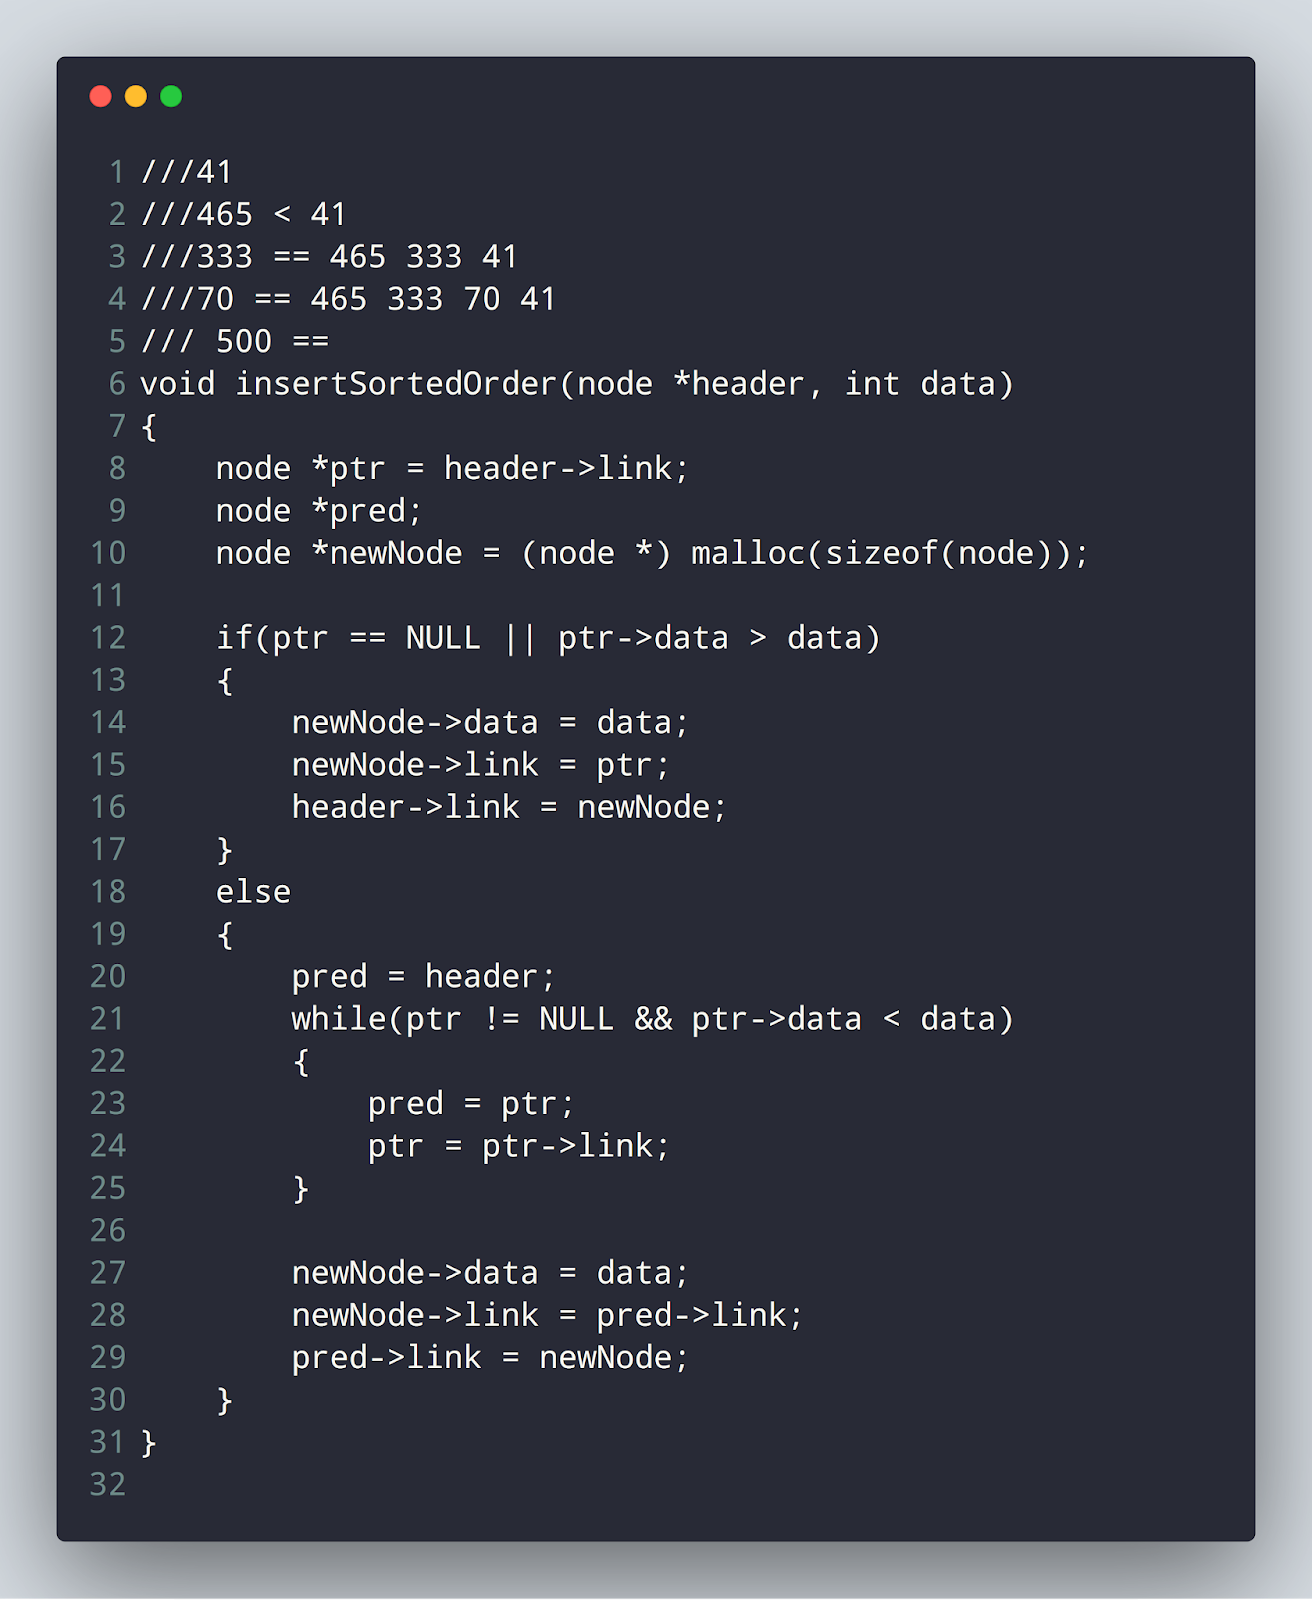 1 ///41
2 ///465 < 41
3 ///333 == 465 333 41
4 ///70 == 465 333 70 41
5 /// 500 ==
6 void insertSortedOrder(node *header, int data)
7 {
8     node *ptr = header->link;
9     node *pred;
10     node *newNode = (node *) malloc(sizeof(node));
11
12     if(ptr == NULL || ptr->data > data)
13     {
14         newNode->data = data;
15         newNode->link = ptr;
16         header->link = newNode;
17     }
18     else
19     {
20         pred = header;
21         while(ptr != NULL && ptr->data < data)
22         {
23             pred = ptr;
24             ptr = ptr->link;
25         }
26
27         newNode->data = data;
28         newNode->link = pred->link;
29         pred->link = newNode;
30     }
31 }
32